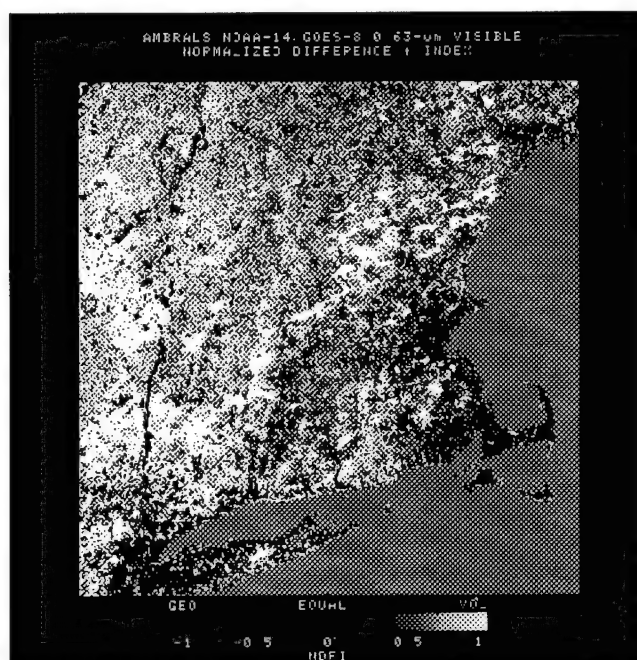 AMBRALS NOAA-14, GOES-8 0 63-um VISIBLE
NORMALIZED DIFFERENCE f INDEX
GEO EQUAL VOL
-1 -0 5 0 0 5 1
NDFI